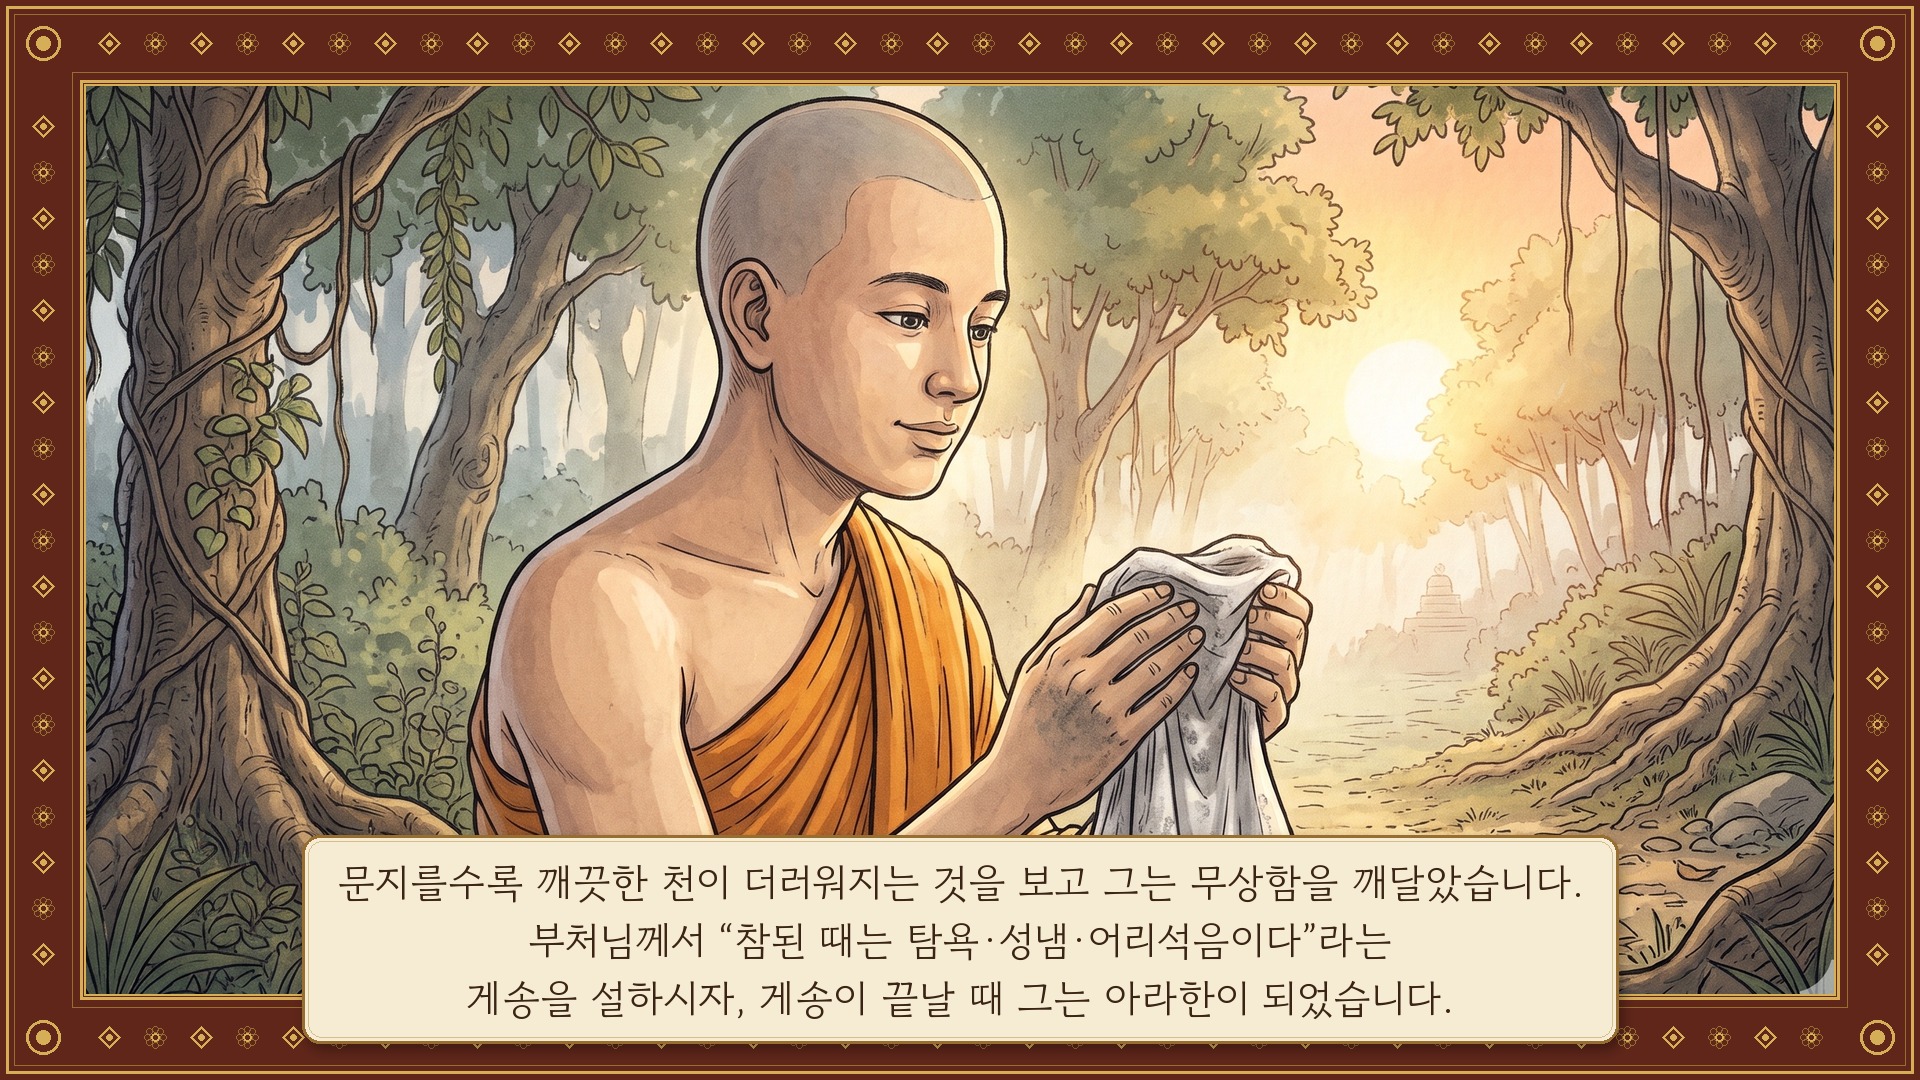 문지를수록 깨끗한 천이 더러워지는 것을 보고 그는 무상함을 깨달았습니다.
부처님께서 “참된 때는 탐욕·성냄·어리석음이다”라는
게송을 설하시자, 게송이 끝날 때 그는 아라한이 되었습니다.